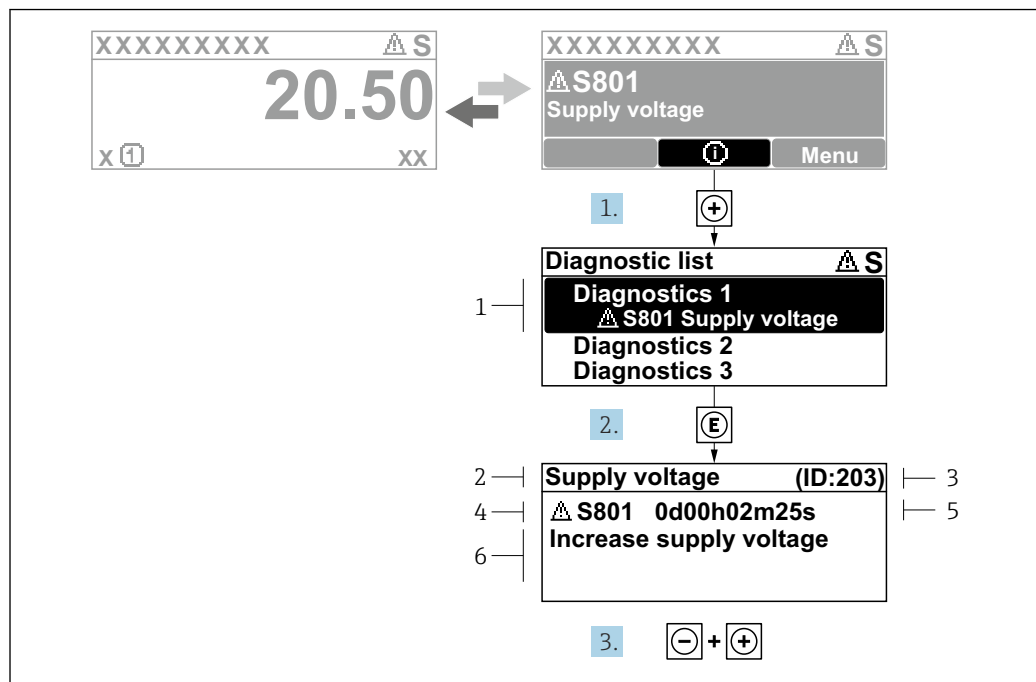 XXXXXXXXX ⚠ S
20.50
x ① xx
XXXXXXXXX ⚠ S
⚠ S801
Supply voltage
ⓘ Menu
1. +
Diagnostic list ⚠ S
1
Diagnostics 1
⚠ S801 Supply voltage
Diagnostics 2
Diagnostics 3
2. E
2 Supply voltage (ID:203) 3
4 ⚠ S801 0d00h02m25s 5
6 Increase supply voltage
3. - + +